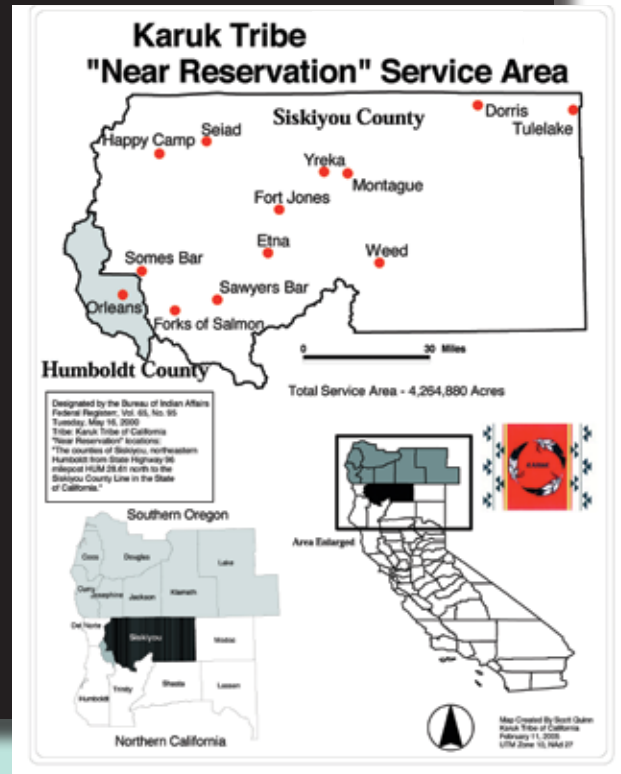 Karuk Tribe
"Near Reservation" Service Area
Siskiyou County
Dorris
Tulelake
Happy Camp
Seiad
Yreka
Montague
Fort Jones
Etna
Weed
Somes Bar
Sawyers Bar
Orleans
Forks of Salmon
Humboldt County
0 30 Miles
Total Service Area - 4,264,880 Acres
Designated by the Bureau of Indian Affairs
Federal Registerr, Vol. 65, No. 95
Tuesday, May 16, 2000
Tribe: Karuk Tribe of California
"Near Reservation" locations:
"The counties of Siskiyou, northeastern
Humboldt from State Highway 96
milepost HUM 28.61 north to the
Siskiyou County Line in the State
of California."
KARUK
Area Enlarged
Southern Oregon
Coos
Douglas
Lake
Curry
Josephine
Jackson
Klamath
Del Norte
Siskiyou
Modoc
Humboldt
Trinity
Shasta
Lassen
Northern California
Map Created By Scott Quinn
Karuk Tribe of California
February 11, 2005
UTM Zone 10, NAd 27